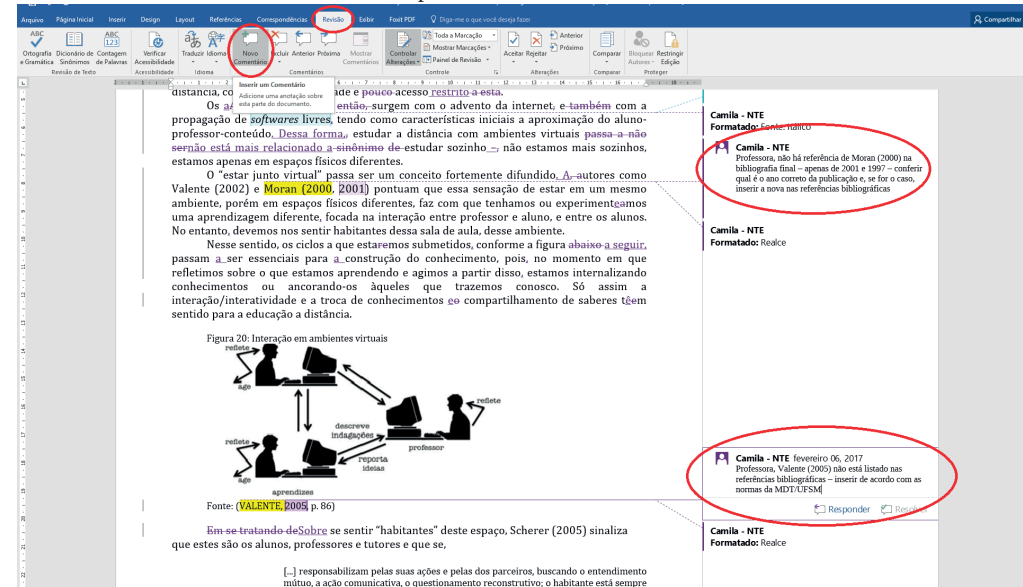 Arquivo Página Inicial Inserir Design Layout Referências Correspondências Revisão Exibir Foxit PDF Diga-me o que você deseja fazer Compartilhar
ABC ABC 123 Toda a Marcação Anterior
Mostrar Marcações Próximo
Painel de Revisão
Ortografia e Gramática Dicionário de Sinônimos Contagem de Palavras Verificar Acessibilidade Traduzir Idioma Novo Comentário Excluir Anterior Próxima Mostrar Comentários Controlar Alterações Aceitar Rejeitar Comparar Bloquear Autores Restringir Edição
Revisão de Texto Acessibilidade Idioma Comentários Controle Alterações Comparar Proteger
Inserir um Comentário
Adicione uma anotação sobre
esta parte do documento.
distância, co de e pouco acesso restrito a esta.
Os então, surgem com o advento da internet, e também com a
propagação de softwares livres, tendo como características iniciais a aproximação do aluno-
professor-conteúdo. Dessa forma,, estudar a distância com ambientes virtuais passa a não
sernão está mais relacionado a sinônimo de estudar sozinho –, não estamos mais sozinhos,
estamos apenas em espaços físicos diferentes.
O “estar junto virtual” passa ser um conceito fortemente difundido. A, autores como
Valente (2002) e Moran (2000, 2001) pontuam que essa sensação de estar em um mesmo
ambiente, porém em espaços físicos diferentes, faz com que tenhamos ou experimenteamos
uma aprendizagem diferente, focada na interação entre professor e aluno, e entre os alunos.
No entanto, devemos nos sentir habitantes dessa sala de aula, desse ambiente.
Nesse sentido, os ciclos a que estaremos submetidos, conforme a figura abaixo a seguir,
passam a ser essenciais para a construção do conhecimento, pois, no momento em que
refletimos sobre o que estamos aprendendo e agimos a partir disso, estamos internalizando
conhecimentos ou ancorando-os àqueles que trazemos conosco. Só assim a
interação/interatividade e a troca de conhecimentos eo compartilhamento de saberes têem
sentido para a educação a distância.
Figura 20: Interação em ambientes virtuais
reflete
age
reflete
descreve
indagações
professor
reflete
reporta
ideias
age
aprendizes
Fonte: (VALENTE, 2005, p. 86)
Em se tratando deSobre se sentir “habitantes” deste espaço, Scherer (2005) sinaliza
que estes são os alunos, professores e tutores e que se,
[...] responsabilizam pelas suas ações e pelas dos parceiros, buscando o entendimento
mútuo, a ação comunicativa, o questionamento reconstrutivo; o habitante está sempre
Camila - NTE
Formatado: Fonte: Itálico
Camila - NTE
Professora, não há referência de Moran (2000) na
bibliografia final – apenas de 2001 e 1997 – conferir
qual é o ano correto da publicação e, se for o caso,
inserir a nova nas referências bibliográficas
Camila - NTE
Formatado: Realce
Camila - NTE fevereiro 06, 2017
Professora, Valente (2005) não está listado nas
referências bibliográficas – inserir de acordo com as
normas da MDT/UFSM
Responder Resolver
Camila - NTE
Formatado: Realce